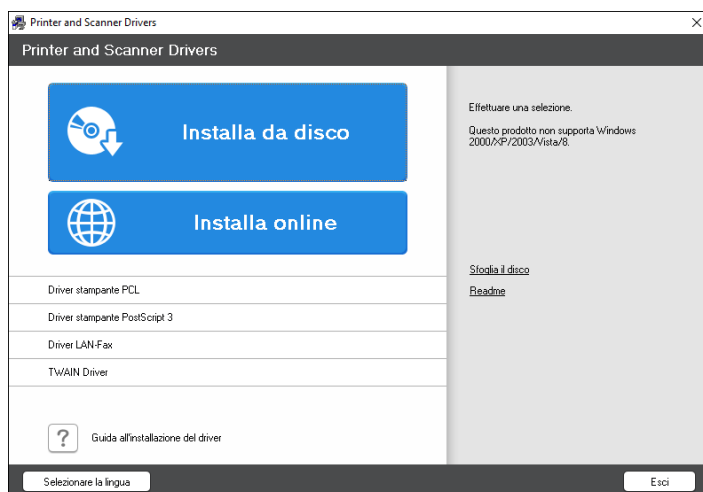 Printer and Scanner Drivers
Printer and Scanner Drivers
Installa da disco
Installa online
Driver stampante PCL
Driver stampante PostScript 3
Driver LAN-Fax
TWAIN Driver
Guida all'installazione del driver
Effettuare una selezione.
Questo prodotto non supporta Windows
2000/XP/2003/Vista/8.
Sfoglia il disco
Readme
Selezionare la lingua
Esci